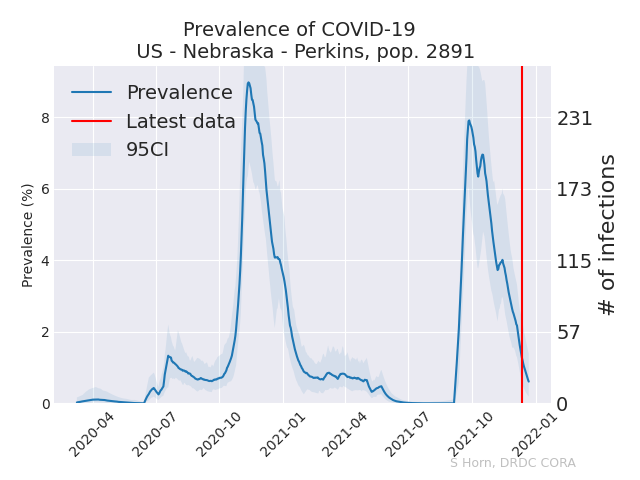 Prevalence of COVID-19
US - Nebraska - Perkins, pop. 2891
Prevalence
Latest data
95CI
Prevalence (%)
8
6
4
2
0
231
173
115
57
0
# of infections
2020-04
2020-07
2020-10
2021-01
2021-04
2021-07
2021-10
2022-01
S Horn, DRDC CORA